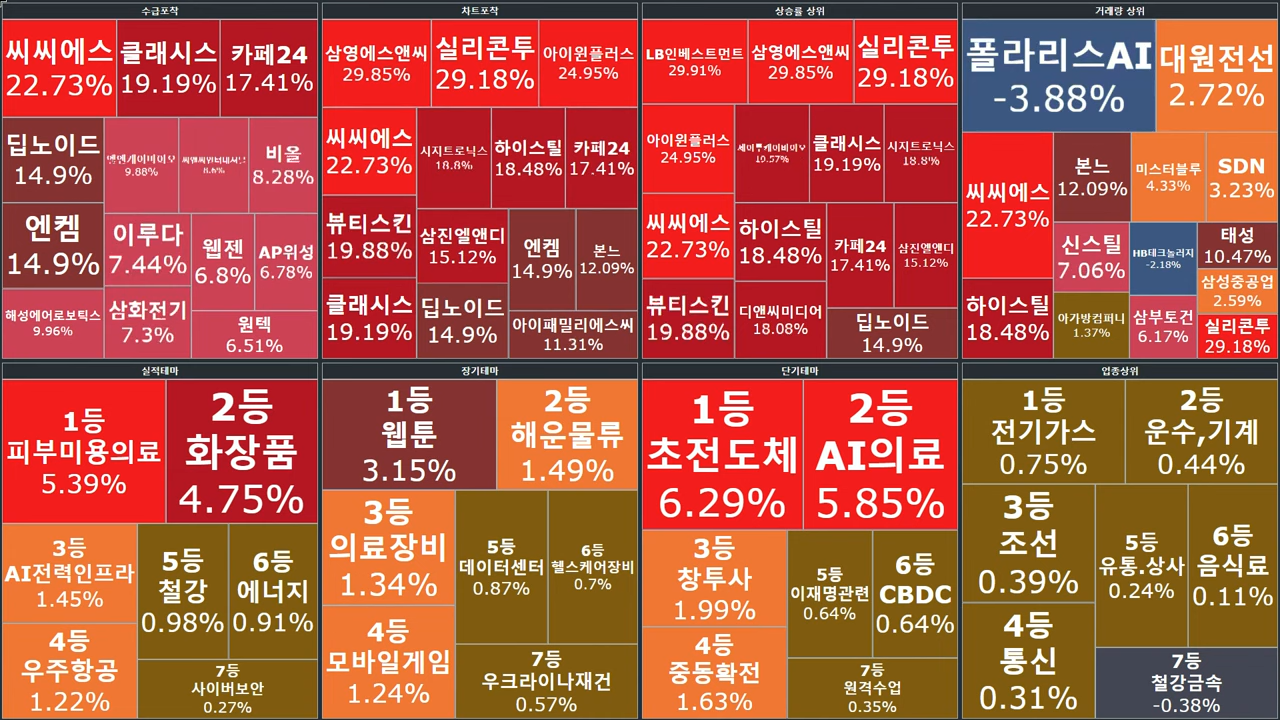 수급포착
씨씨에스
22.73%
클래시스
19.19%
카페24
17.41%
딥노이드
14.9%
9.88%
8.6%
비올
8.28%
엔켐
14.9%
이루다
7.44%
웹젠
6.8%
AP위성
6.78%
해성에어로보틱스
9.96%
삼화전기
7.3%
원텍
6.51%
차트포착
삼영에스앤씨
29.85%
실리콘투
29.18%
아이윈플러스
24.95%
씨씨에스
22.73%
시지트로닉스
18.8%
하이스틸
18.48%
카페24
17.41%
뷰티스킨
19.88%
삼진엘앤디
15.12%
엔켐
14.9%
본느
12.09%
클래시스
19.19%
딥노이드
14.9%
아이패밀리에스씨
11.31%
상승률 상위
LB인베스트먼트
29.91%
삼영에스앤씨
29.85%
실리콘투
29.18%
아이윈플러스
24.95%
19.57%
클래시스
19.19%
시지트로닉스
18.8%
씨씨에스
22.73%
하이스틸
18.48%
카페24
17.41%
삼진엘앤디
15.12%
뷰티스킨
19.88%
디앤씨미디어
18.08%
딥노이드
14.9%
거래량 상위
폴라리스AI
-3.88%
대원전선
2.72%
씨씨에스
22.73%
본느
12.09%
미스터블루
4.33%
SDN
3.23%
신스틸
7.06%
HB테크놀러지
-2.18%
태성
10.47%
삼성중공업
2.59%
하이스틸
18.48%
아가방컴퍼니
1.37%
삼부토건
6.17%
실리콘투
29.18%
실적테마
1등
피부미용의료
5.39%
2등
화장품
4.75%
3등
AI전력인프라
1.45%
5등
철강
0.98%
6등
에너지
0.91%
4등
우주항공
1.22%
7등
사이버보안
0.27%
장기테마
1등
웹툰
3.15%
2등
해운물류
1.49%
3등
의료장비
1.34%
5등
데이터센터
0.87%
6등
헬스케어장비
0.7%
4등
모바일게임
1.24%
7등
우크라이나재건
0.57%
단기테마
1등
초전도체
6.29%
2등
AI의료
5.85%
3등
창투사
1.99%
5등
이재명관련
0.64%
6등
CBDC
0.64%
4등
중동확전
1.63%
7등
원격수업
0.35%
업종상위
1등
전기가스
0.75%
2등
운수,기계
0.44%
3등
조선
0.39%
5등
유통.상사
0.24%
6등
음식료
0.11%
4등
통신
0.31%
7등
철강금속
-0.38%